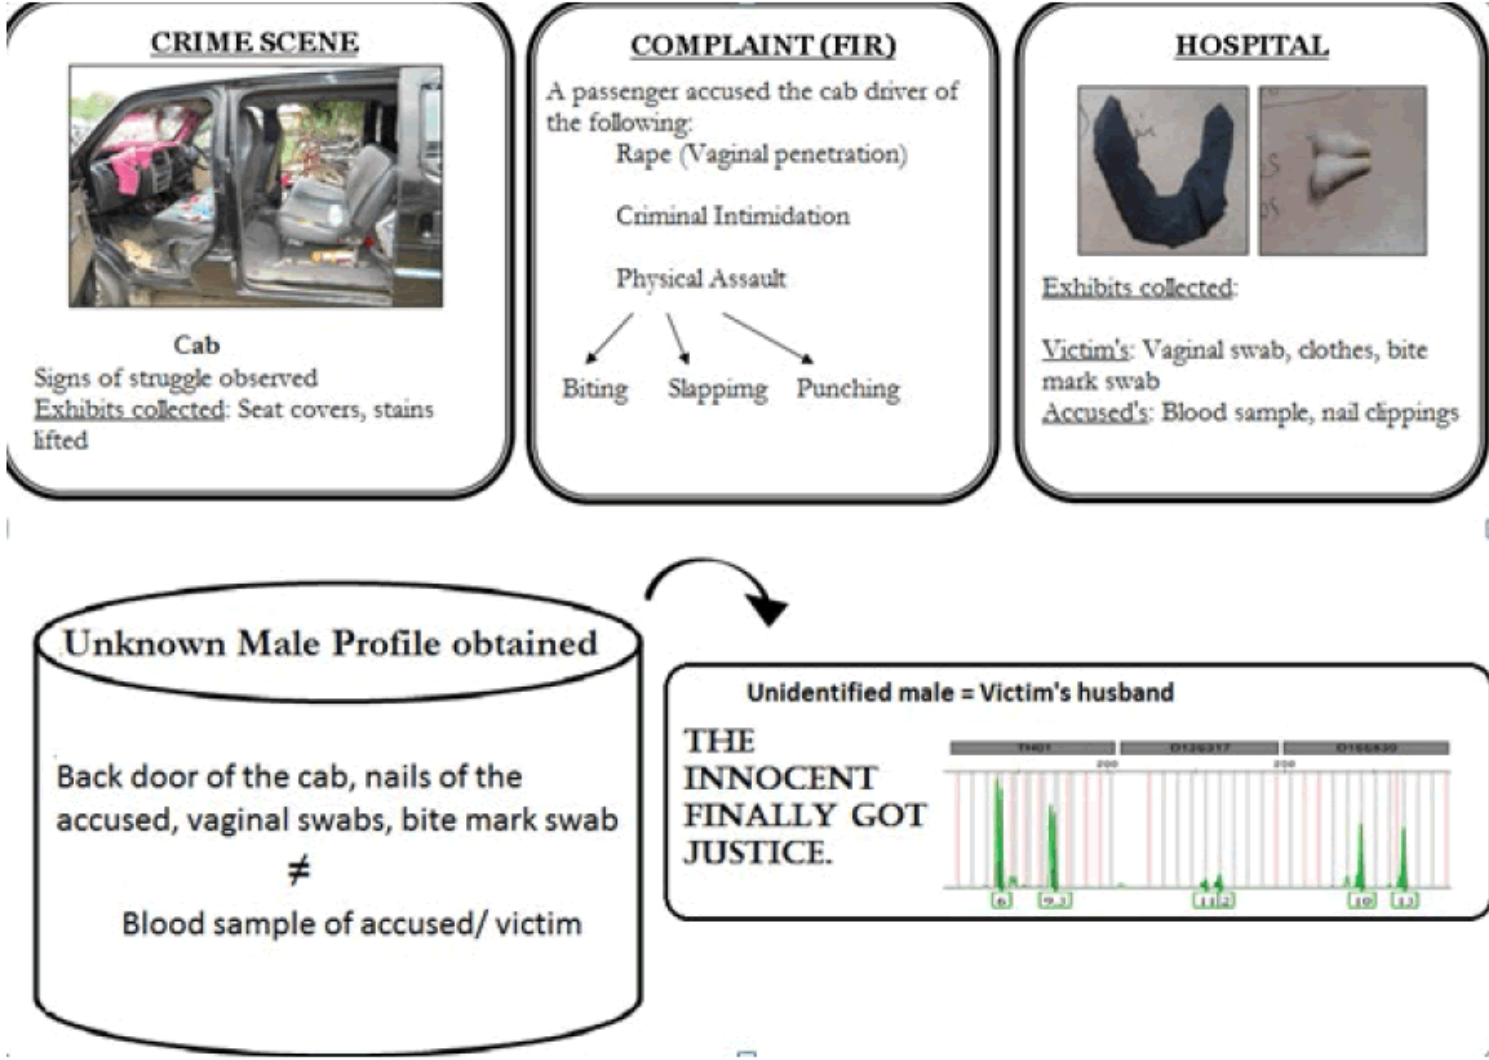 CRIME SCENE
Cab
Signs of struggle observed
Exhibits collected: Seat covers, stains
lifted
COMPLAINT (FIR)
A passenger accused the cab driver of
the following:
Rape (Vaginal penetration)
Criminal Intimidation
Physical Assault
Biting Slappimg Punching
HOSPITAL
Exhibits collected:
Victim's: Vaginal swab, clothes, bite
mark swab
Accused's: Blood sample, nail clippings
Unknown Male Profile obtained
Back door of the cab, nails of the
accused, vaginal swabs, bite mark swab
≠
Blood sample of accused/ victim
Unidentified male = Victim's husband
THE
INNOCENT
FINALLY GOT
JUSTICE.
TH01
200 200
6 9.3 10 13